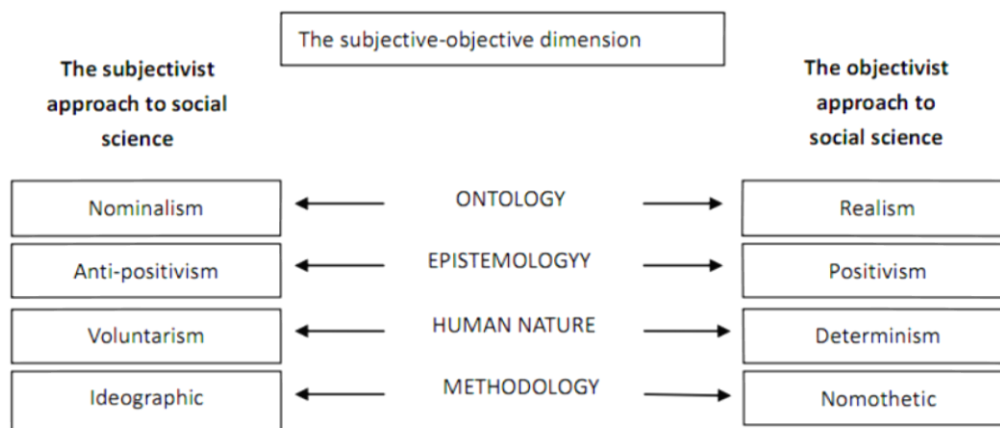 The subjective-objective dimension
The subjectivist
approach to social
science
The objectivist
approach to
social science
Nominalism
ONTOLOGY
Realism
Anti-positivism
EPISTEMOLOGYY
Positivism
Voluntarism
HUMAN NATURE
Determinism
Ideographic
METHODOLOGY
Nomothetic